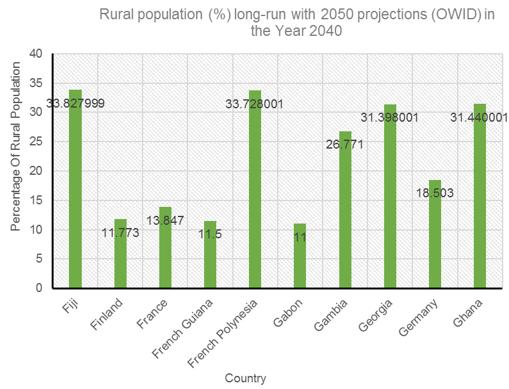 Rural population (%) long-run with 2050 projections (OWID) in
the Year 2040
Percentage Of Rural Population
40
35
30
25
20
15
10
5
0
33.827999
11.773
13.847
11.5
33.728001
11
26.771
31.398001
18.503
31.440001
Fiji
Finland
France
French Guiana
French Polynesia
Gabon
Gambia
Georgia
Germany
Ghana
Country